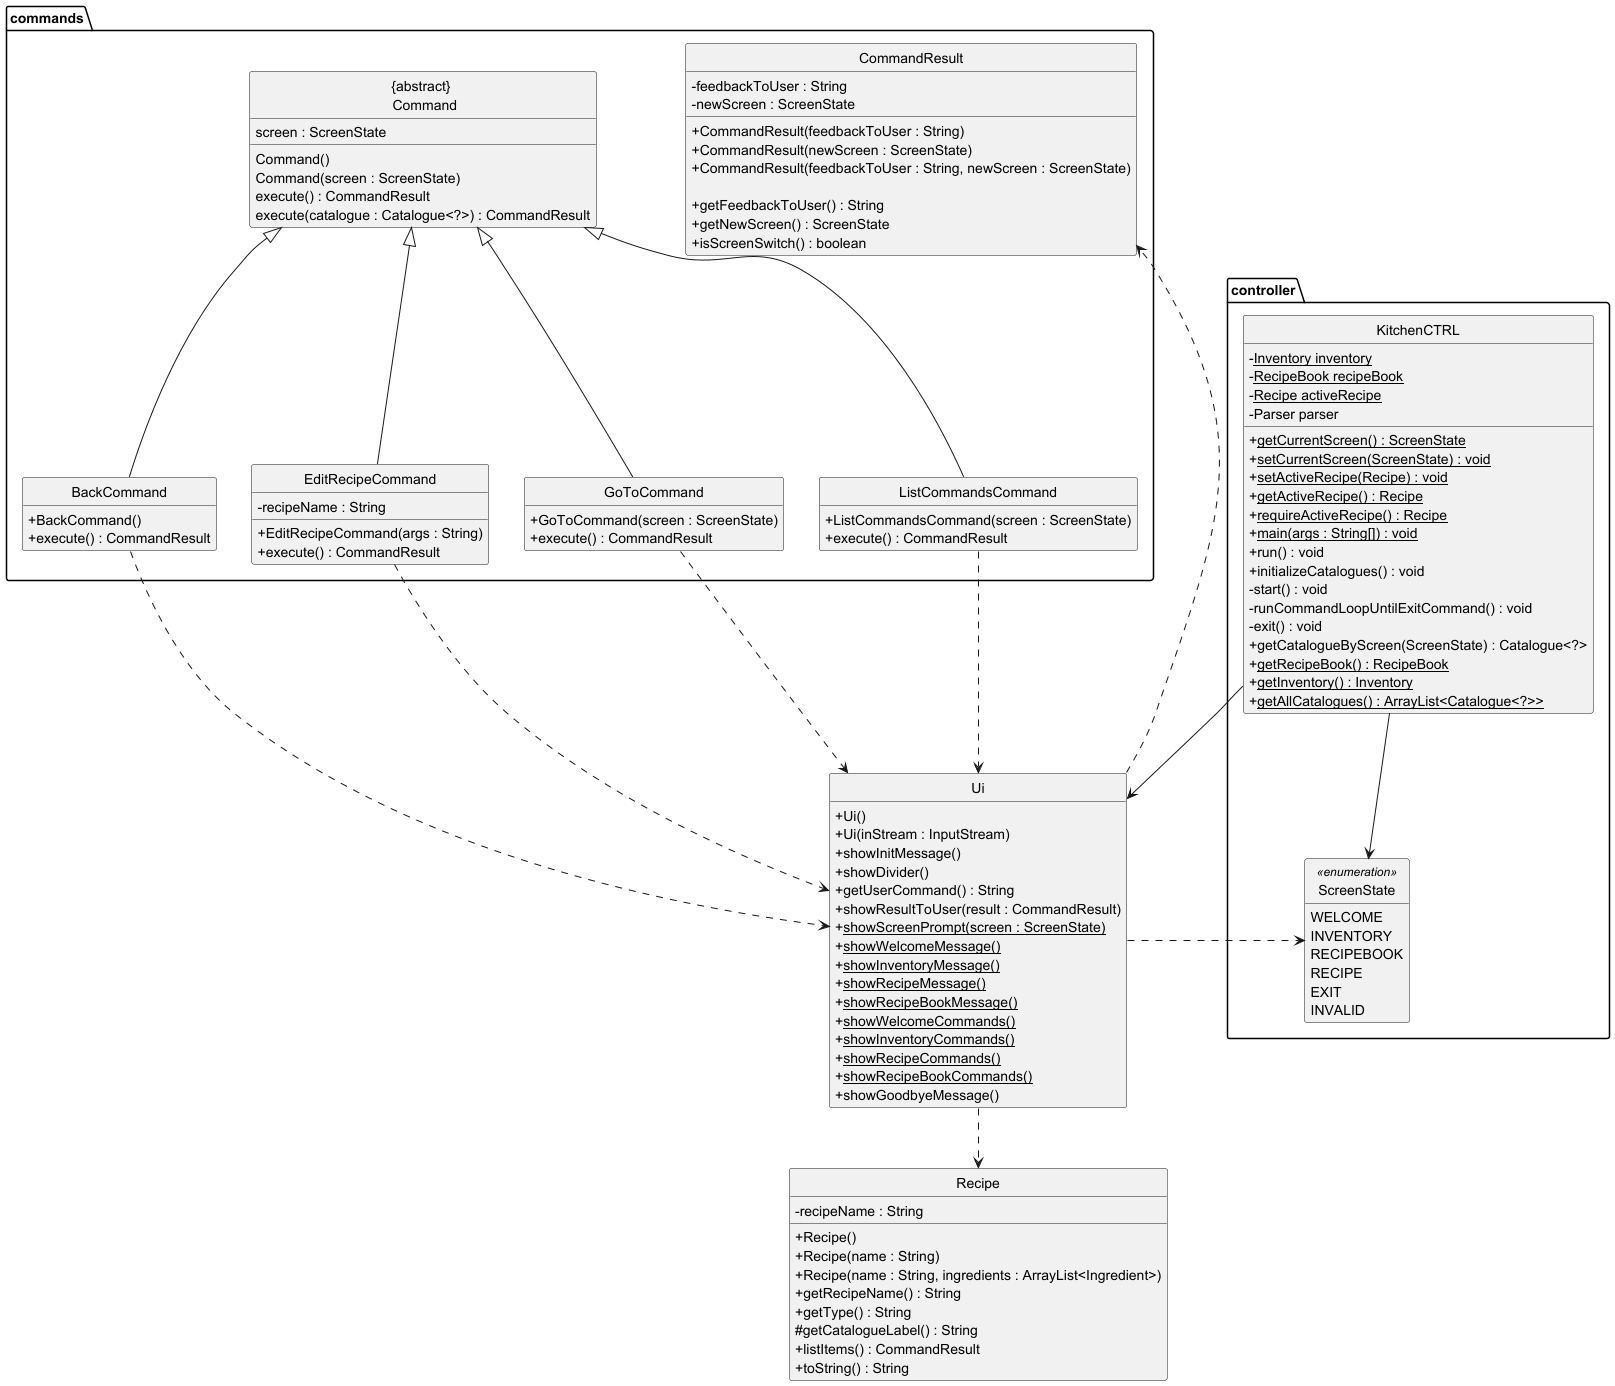 commands
{abstract}
Command
screen : ScreenState
Command()
Command(screen : ScreenState)
execute() : CommandResult
execute(catalogue : Catalogue<?>) : CommandResult
CommandResult
-feedbackToUser : String
-newScreen : ScreenState
+CommandResult(feedbackToUser : String)
+CommandResult(newScreen : ScreenState)
+CommandResult(feedbackToUser : String, newScreen : ScreenState)
+getFeedbackToUser() : String
+getNewScreen() : ScreenState
+isScreenSwitch() : boolean
BackCommand
+BackCommand()
+execute() : CommandResult
EditRecipeCommand
-recipeName : String
+EditRecipeCommand(args : String)
+execute() : CommandResult
GoToCommand
+GoToCommand(screen : ScreenState)
+execute() : CommandResult
ListCommandsCommand
+ListCommandsCommand(screen : ScreenState)
+execute() : CommandResult
controller
KitchenCTRL
-Inventory inventory
-RecipeBook recipeBook
-Recipe activeRecipe
-Parser parser
+getCurrentScreen() : ScreenState
+setCurrentScreen(ScreenState) : void
+setActiveRecipe(Recipe) : void
+getActiveRecipe() : Recipe
+requireActiveRecipe() : Recipe
+main(args : String[]) : void
+run() : void
+initializeCatalogues() : void
-start() : void
-runCommandLoopUntilExitCommand() : void
-exit() : void
+getCatalogueByScreen(ScreenState) : Catalogue<?>
+getRecipeBook() : RecipeBook
+getInventory() : Inventory
+getAllCatalogues() : ArrayList<Catalogue<?>>
Ui
+Ui()
+Ui(inStream : InputStream)
+showInitMessage()
+showDivider()
+getUserCommand() : String
+showResultToUser(result : CommandResult)
+showScreenPrompt(screen : ScreenState)
+showWelcomeMessage()
+showInventoryMessage()
+showRecipeMessage()
+showRecipeBookMessage()
+showWelcomeCommands()
+showInventoryCommands()
+showRecipeCommands()
+showRecipeBookCommands()
+showGoodbyeMessage()
«enumeration»
ScreenState
WELCOME
INVENTORY
RECIPEBOOK
RECIPE
EXIT
INVALID
Recipe
-recipeName : String
+Recipe()
+Recipe(name : String)
+Recipe(name : String, ingredients : ArrayList<Ingredient>)
+getRecipeName() : String
+getType() : String
#getCatalogueLabel() : String
+listItems() : CommandResult
+toString() : String